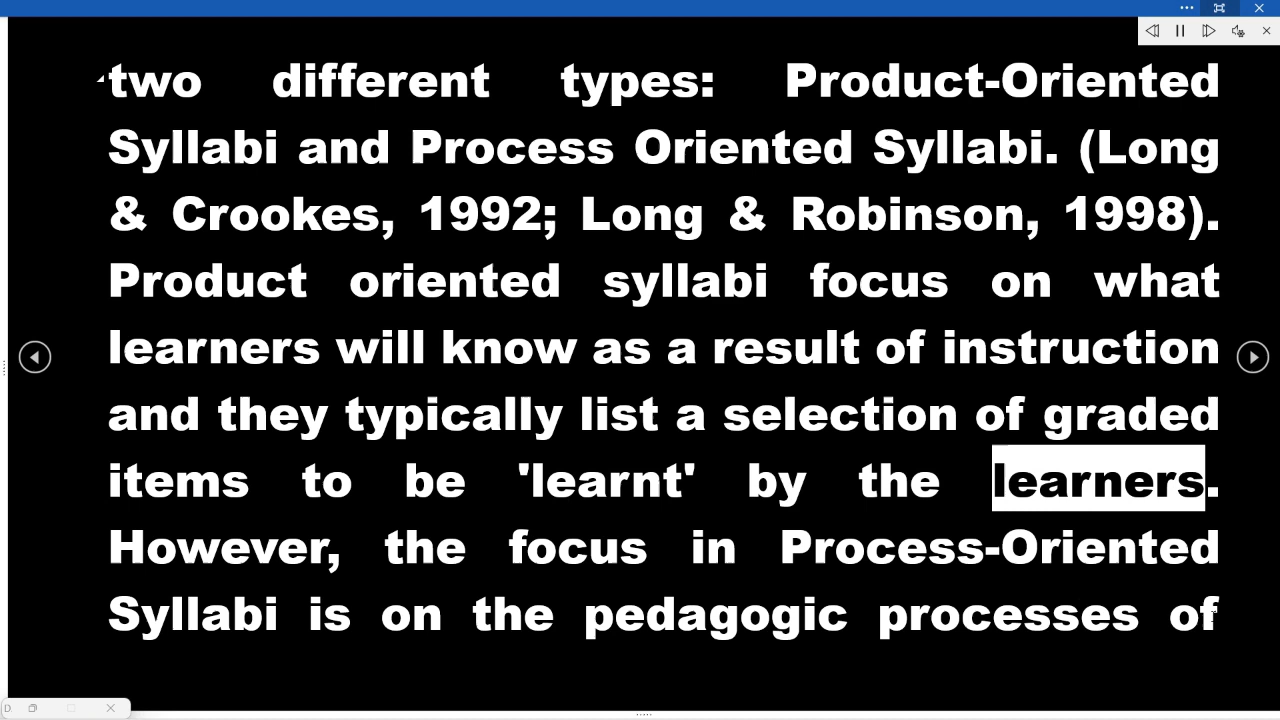 two different types: Product-Oriented
Syllabi and Process Oriented Syllabi. (Long
& Crookes, 1992; Long & Robinson, 1998).
Product oriented syllabi focus on what
learners will know as a result of instruction
and they typically list a selection of graded
items to be 'learnt' by the learners.
However, the focus in Process-Oriented
Syllabi is on the pedagogic processes of
D